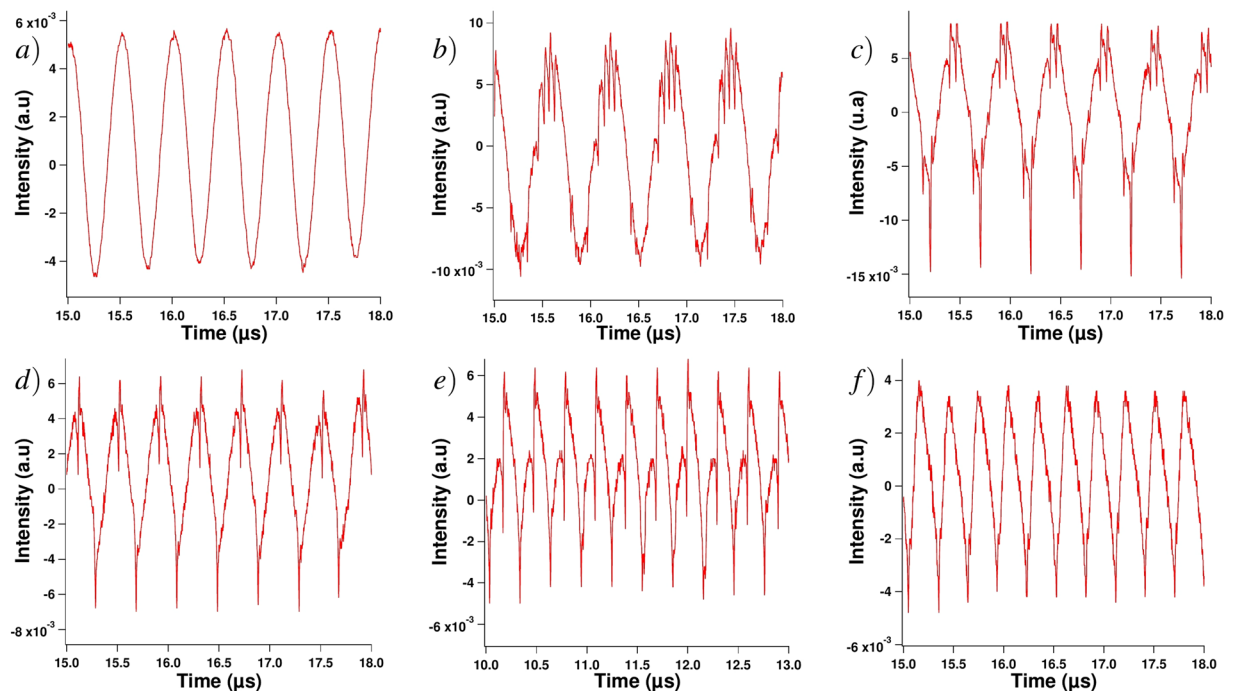 a)
6 x10⁻³
4
2
0
-2
-4
Intensity (a.u)
15.0 15.5 16.0 16.5 17.0 17.5 18.0
Time (µs)
b)
10
5
0
-5
-10 x10⁻³
Intensity (a.u)
15.0 15.5 16.0 16.5 17.0 17.5 18.0
Time (µs)
c)
5
0
-5
-10
-15 x10⁻³
Intensity (u.a)
15.0 15.5 16.0 16.5 17.0 17.5 18.0
Time (µs)
d)
6
4
2
0
-2
-4
-6
-8 x10⁻³
Intensity (a.u)
15.0 15.5 16.0 16.5 17.0 17.5 18.0
Time (µs)
e)
6
4
2
0
-2
-4
-6 x10⁻³
Intensity (a.u)
10.0 10.5 11.0 11.5 12.0 12.5 13.0
Time (µs)
f)
4
2
0
-2
-4
-6 x10⁻³
Intensity (a.u)
15.0 15.5 16.0 16.5 17.0 17.5 18.0
Time (µs)